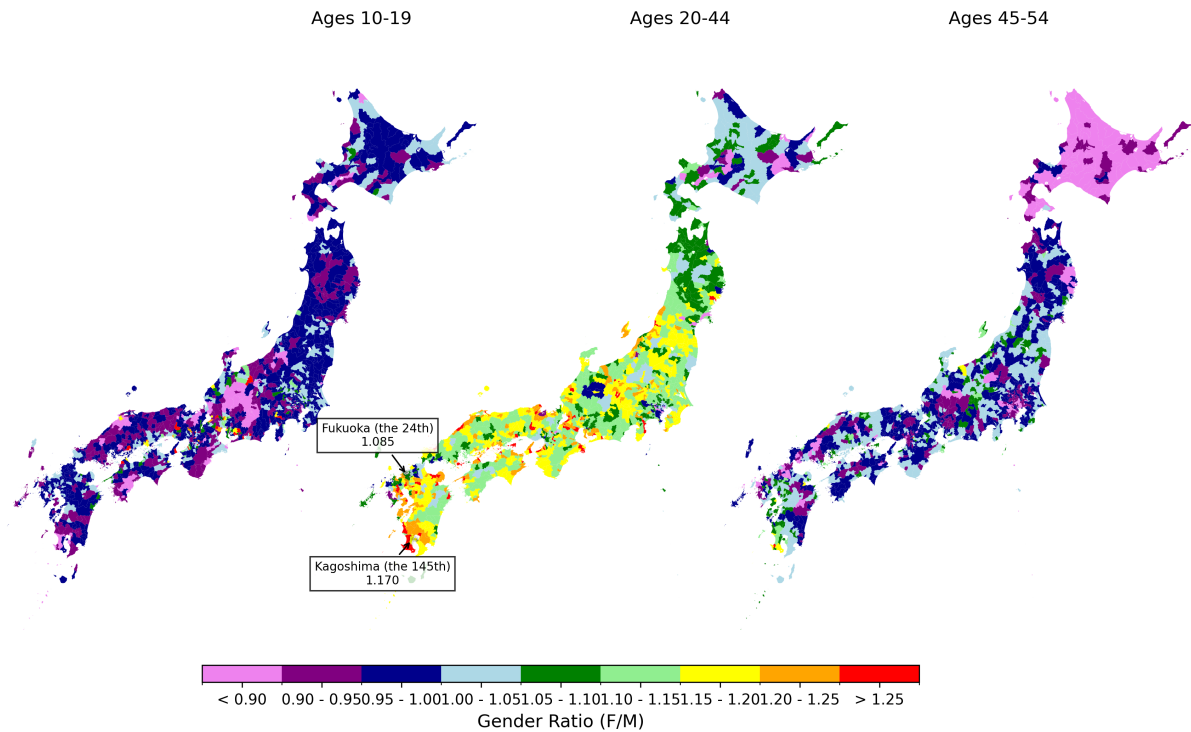 Ages 10-19
Ages 20-44
Ages 45-54
Fukuoka (the 24th)
1.085
Kagoshima (the 145th)
1.170
< 0.90
0.90 - 0.95
0.95 - 1.00
1.00 - 1.05
1.05 - 1.10
1.10 - 1.15
1.15 - 1.20
1.20 - 1.25
> 1.25
Gender Ratio (F/M)